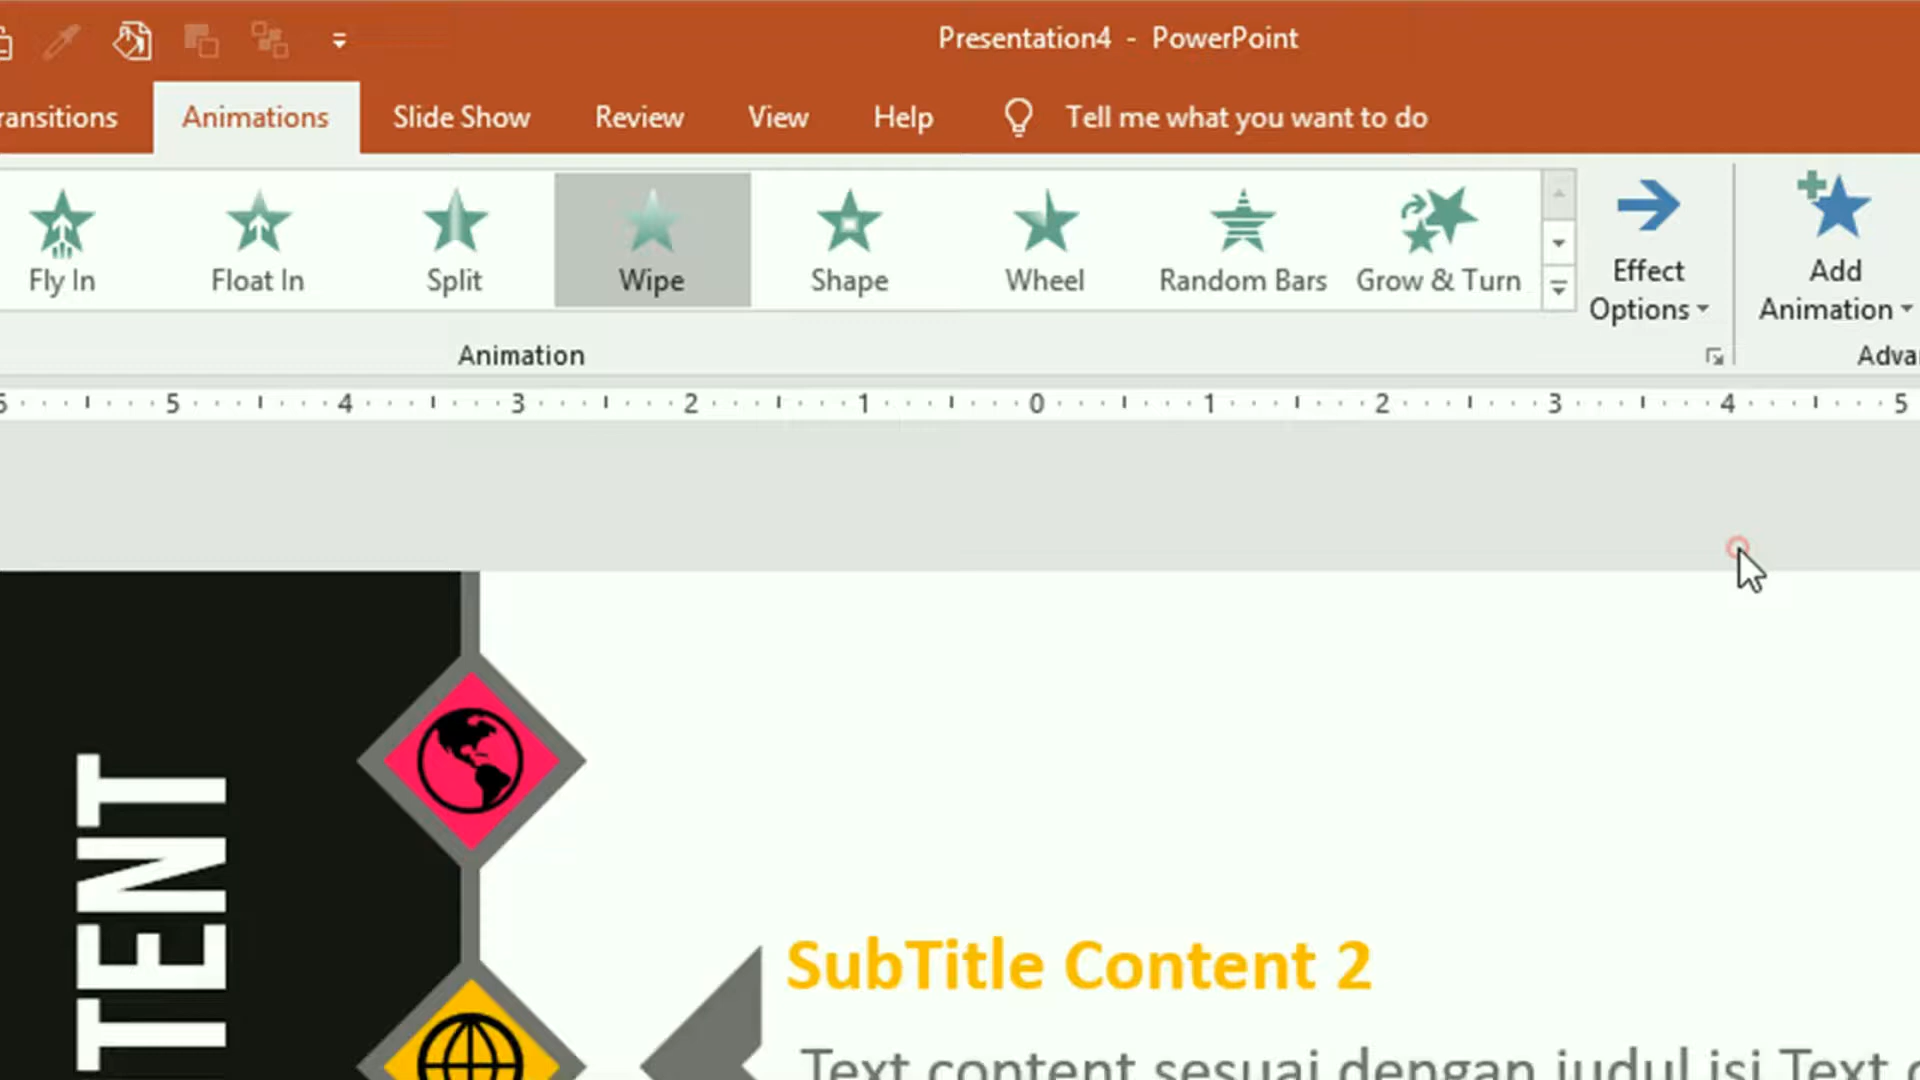 Presentation4 - PowerPoint
ransitions Animations Slide Show Review View Help Tell me what you want to do
Fly In Float In Split Wipe Shape Wheel Random Bars Grow & Turn Effect Options Add Animation
Animation Adva
5 4 3 2 1 0 1 2 3 4 5
TENT
SubTitle Content 2
Text content sesuai dengan judul isi Text